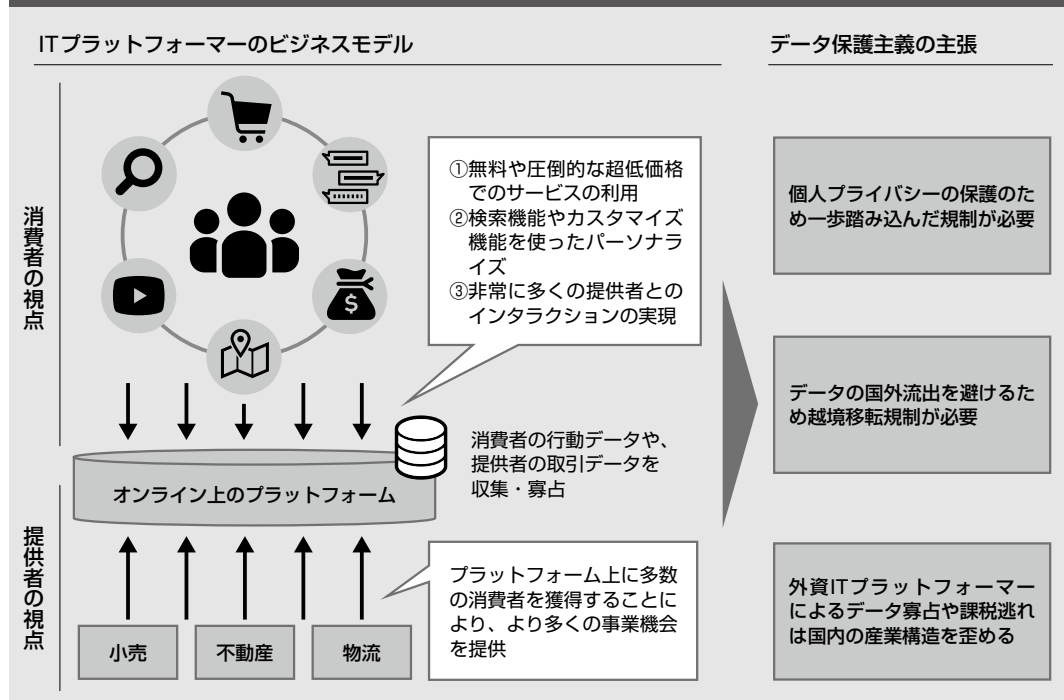 ITプラットフォーマーのビジネスモデル
データ保護主義の主張
消費者の視点
$
①無料や圧倒的な超低価格
でのサービスの利用
②検索機能やカスタマイズ
機能を使ったパーソナラ
イズ
③非常に多くの提供者との
インタラクションの実現
消費者の行動データや、
提供者の取引データを
収集・寡占
オンライン上のプラットフォーム
提供者の視点
プラットフォーム上に多数
の消費者を獲得することに
より、より多くの事業機会
を提供
小売
不動産
物流
個人プライバシーの保護のた
め一歩踏み込んだ規制が必要
データの国外流出を避けるた
め越境移転規制が必要
外資ITプラットフォーマー
によるデータ寡占や課税逃れ
は国内の産業構造を歪める